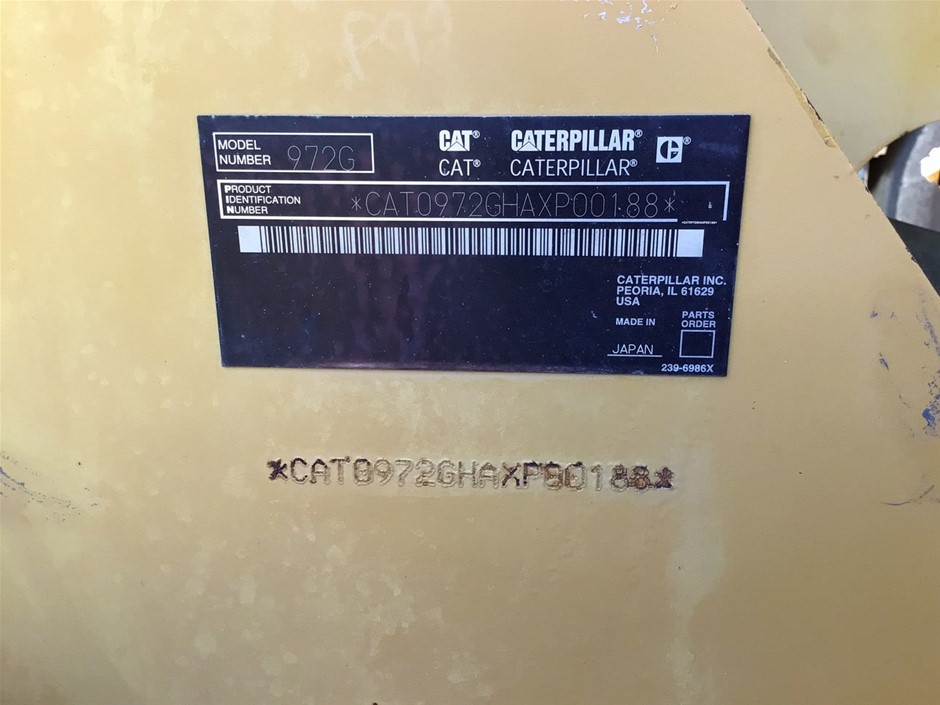 MODEL NUMBER 972G
CAT® CATERPILLAR®
CAT® CATERPILLAR®
PRODUCT IDENTIFICATION NUMBER *CAT0972GHAXP00188*
CATERPILLAR INC.
PEORIA, IL 61629
USA
MADE IN JAPAN
PARTS ORDER
239-6986X
*CAT0972GHAXP00188*